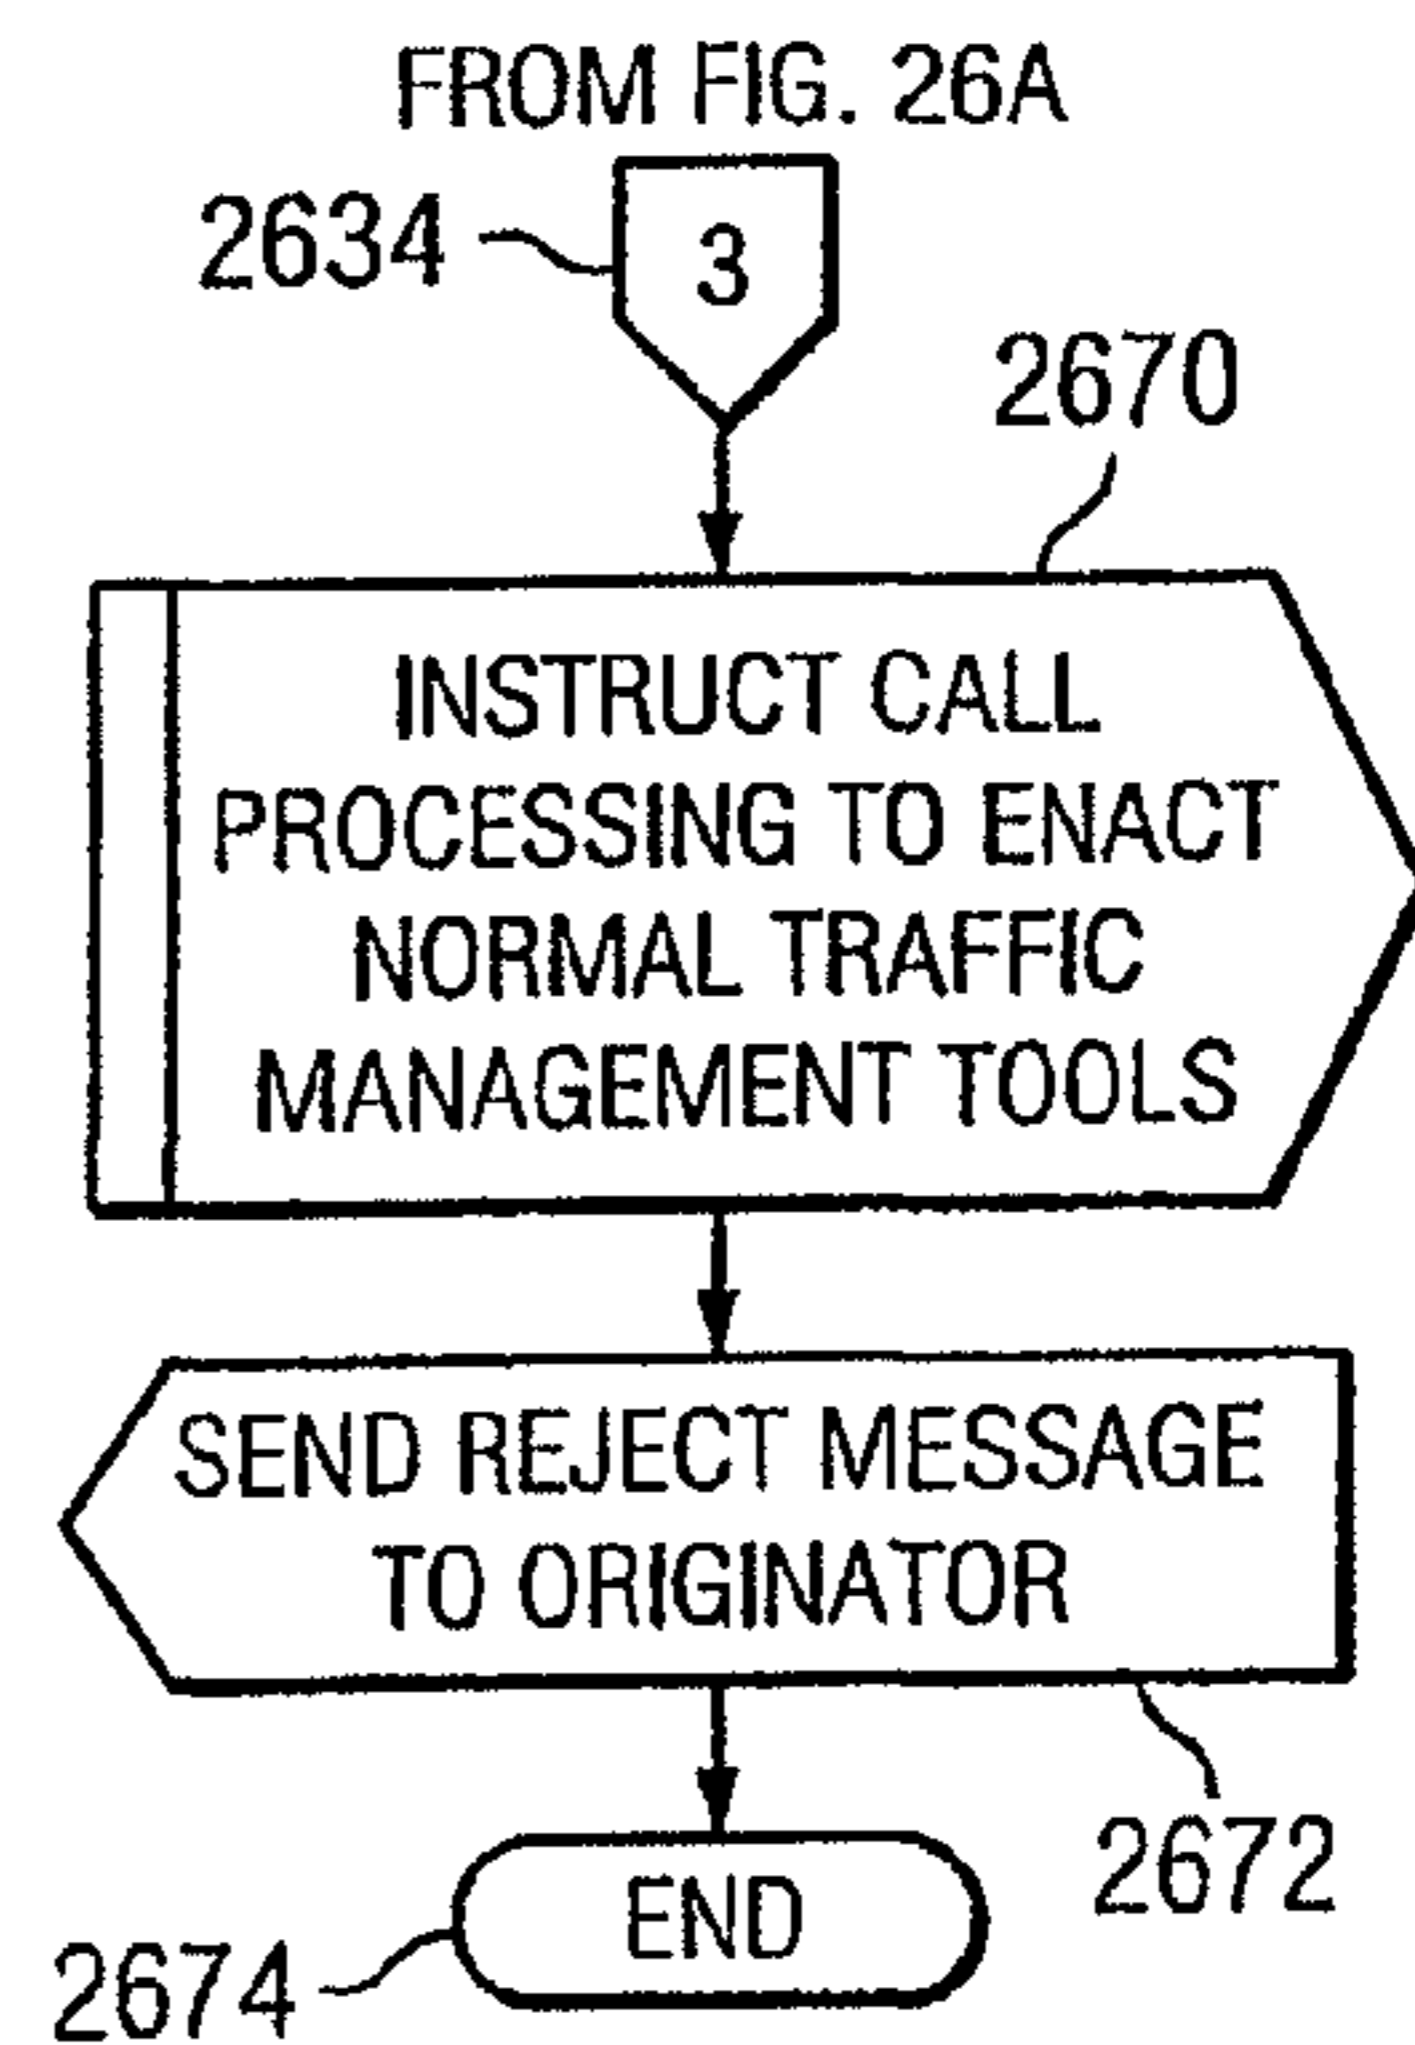 FROM FIG. 26A
2634
3
2670
INSTRUCT CALL
PROCESSING TO ENACT
NORMAL TRAFFIC
MANAGEMENT TOOLS
SEND REJECT MESSAGE
TO ORIGINATOR
2672
END
2674